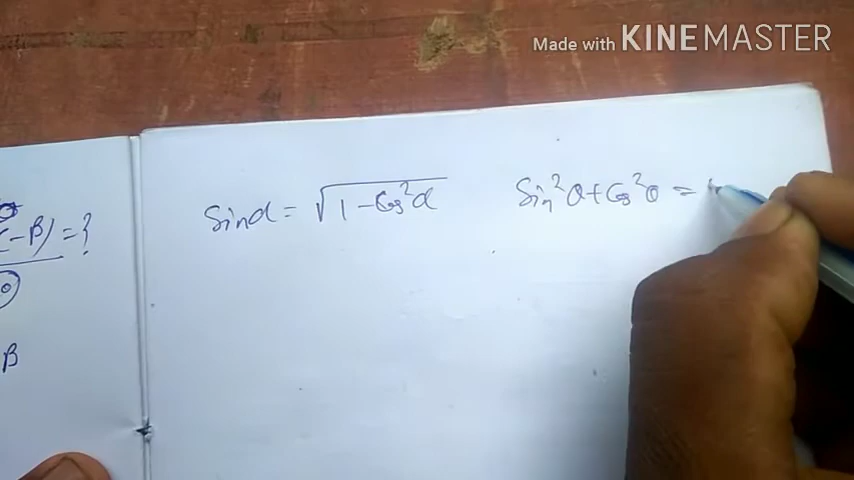 Made with KINEMASTER
-β) = ?
β
Sinα = √1 - Cos²α
Sin²θ + Cos²θ =